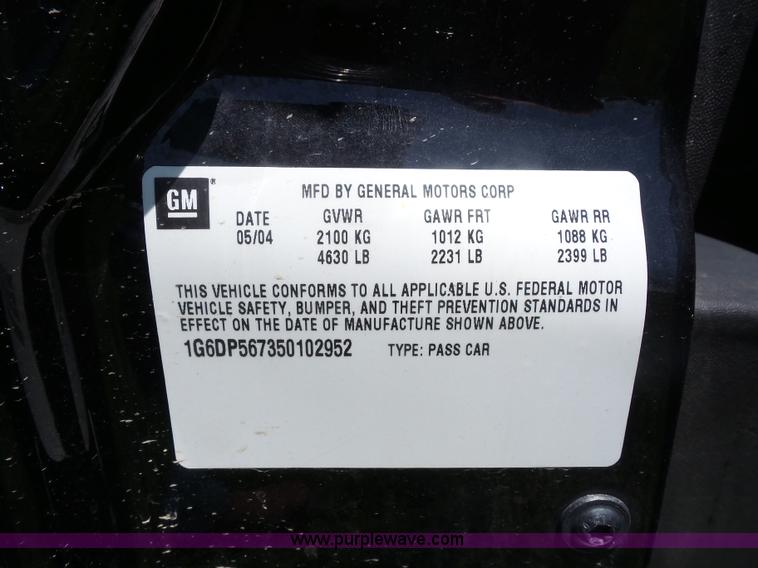 GM®
MFD BY GENERAL MOTORS CORP
DATE GVWR GAWR FRT GAWR RR
05/04 2100 KG 1012 KG 1088 KG
4630 LB 2231 LB 2399 LB
THIS VEHICLE CONFORMS TO ALL APPLICABLE U.S. FEDERAL MOTOR
VEHICLE SAFETY, BUMPER, AND THEFT PREVENTION STANDARDS IN
EFFECT ON THE DATE OF MANUFACTURE SHOWN ABOVE.
1G6DP567350102952 TYPE: PASS CAR
www.purplewave.com